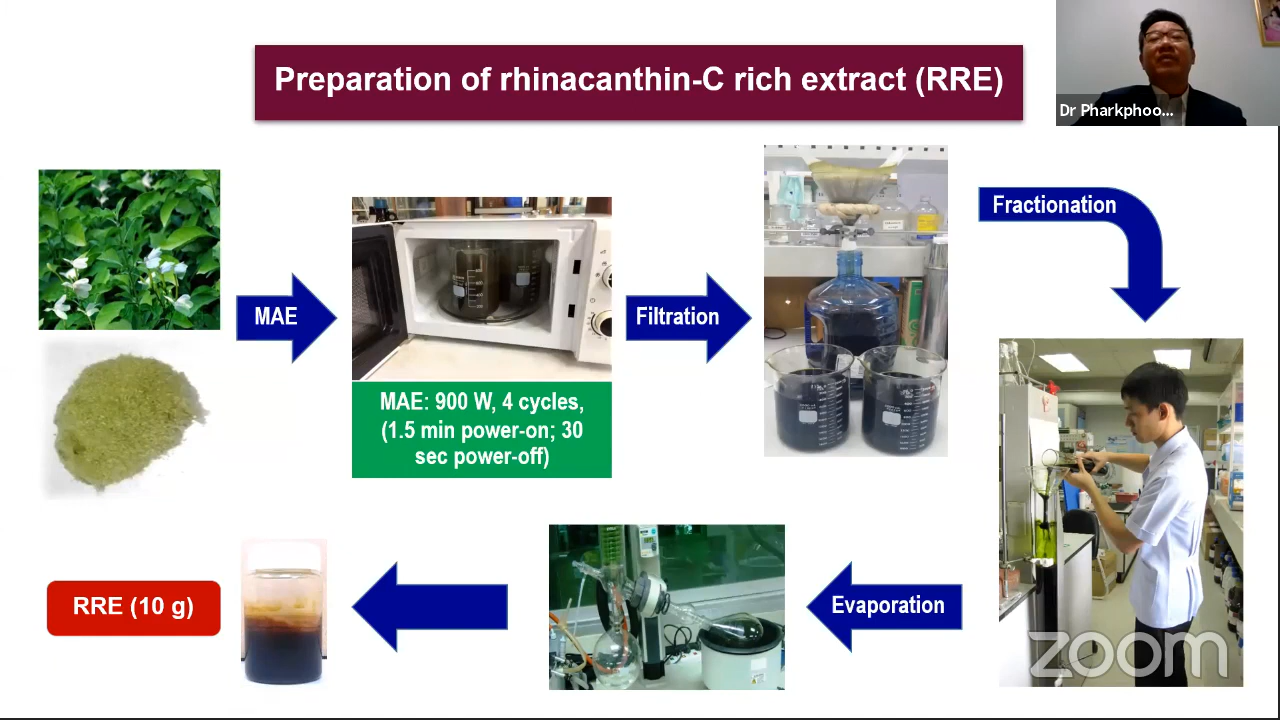 Preparation of rhinacanthin-C rich extract (RRE)
Dr Pharkphoo...
Fractionation
MAE
Filtration
MAE: 900 W, 4 cycles,
(1.5 min power-on; 30
sec power-off)
RRE (10 g)
Evaporation
zoom